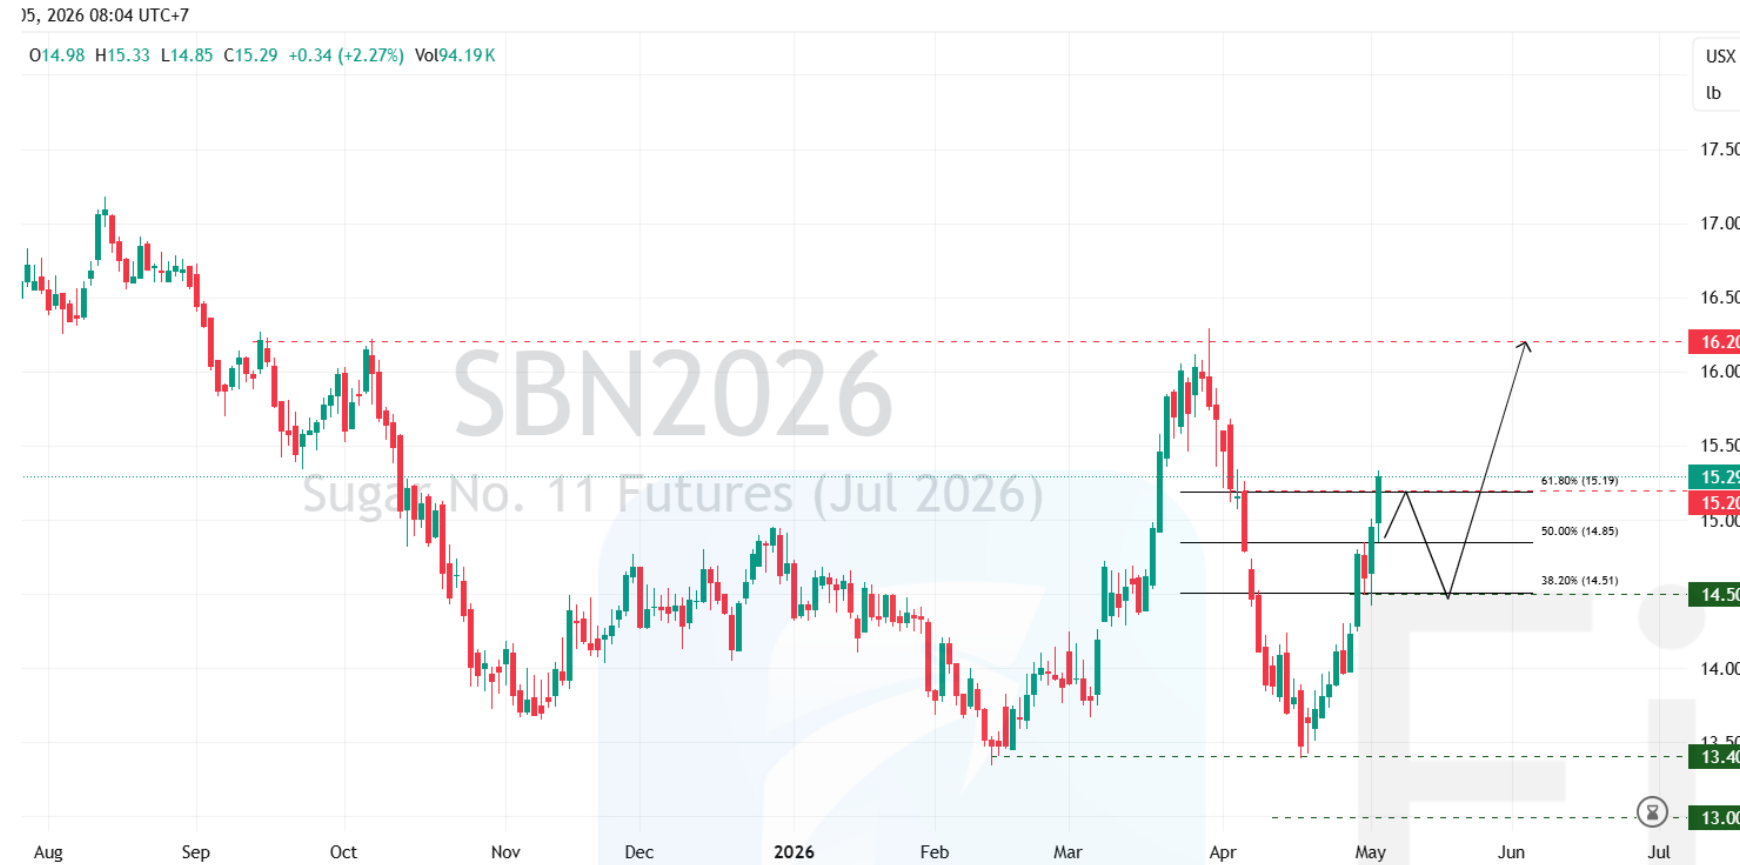 05, 2026 08:04 UTC+7
O14.98 H15.33 L14.85 C15.29 +0.34 (+2.27%) Vol94.19K
USX
lb
17.50
17.00
16.50
16.20
16.00
15.50
15.29
15.20
15.00
14.50
14.00
13.50
13.40
13.00
SBN2026
Sugar No. 11 Futures (Jul 2026)
61.80% (15.19)
50.00% (14.85)
38.20% (14.51)
Fi
Aug Sep Oct Nov Dec 2026 Feb Mar Apr May Jun Jul